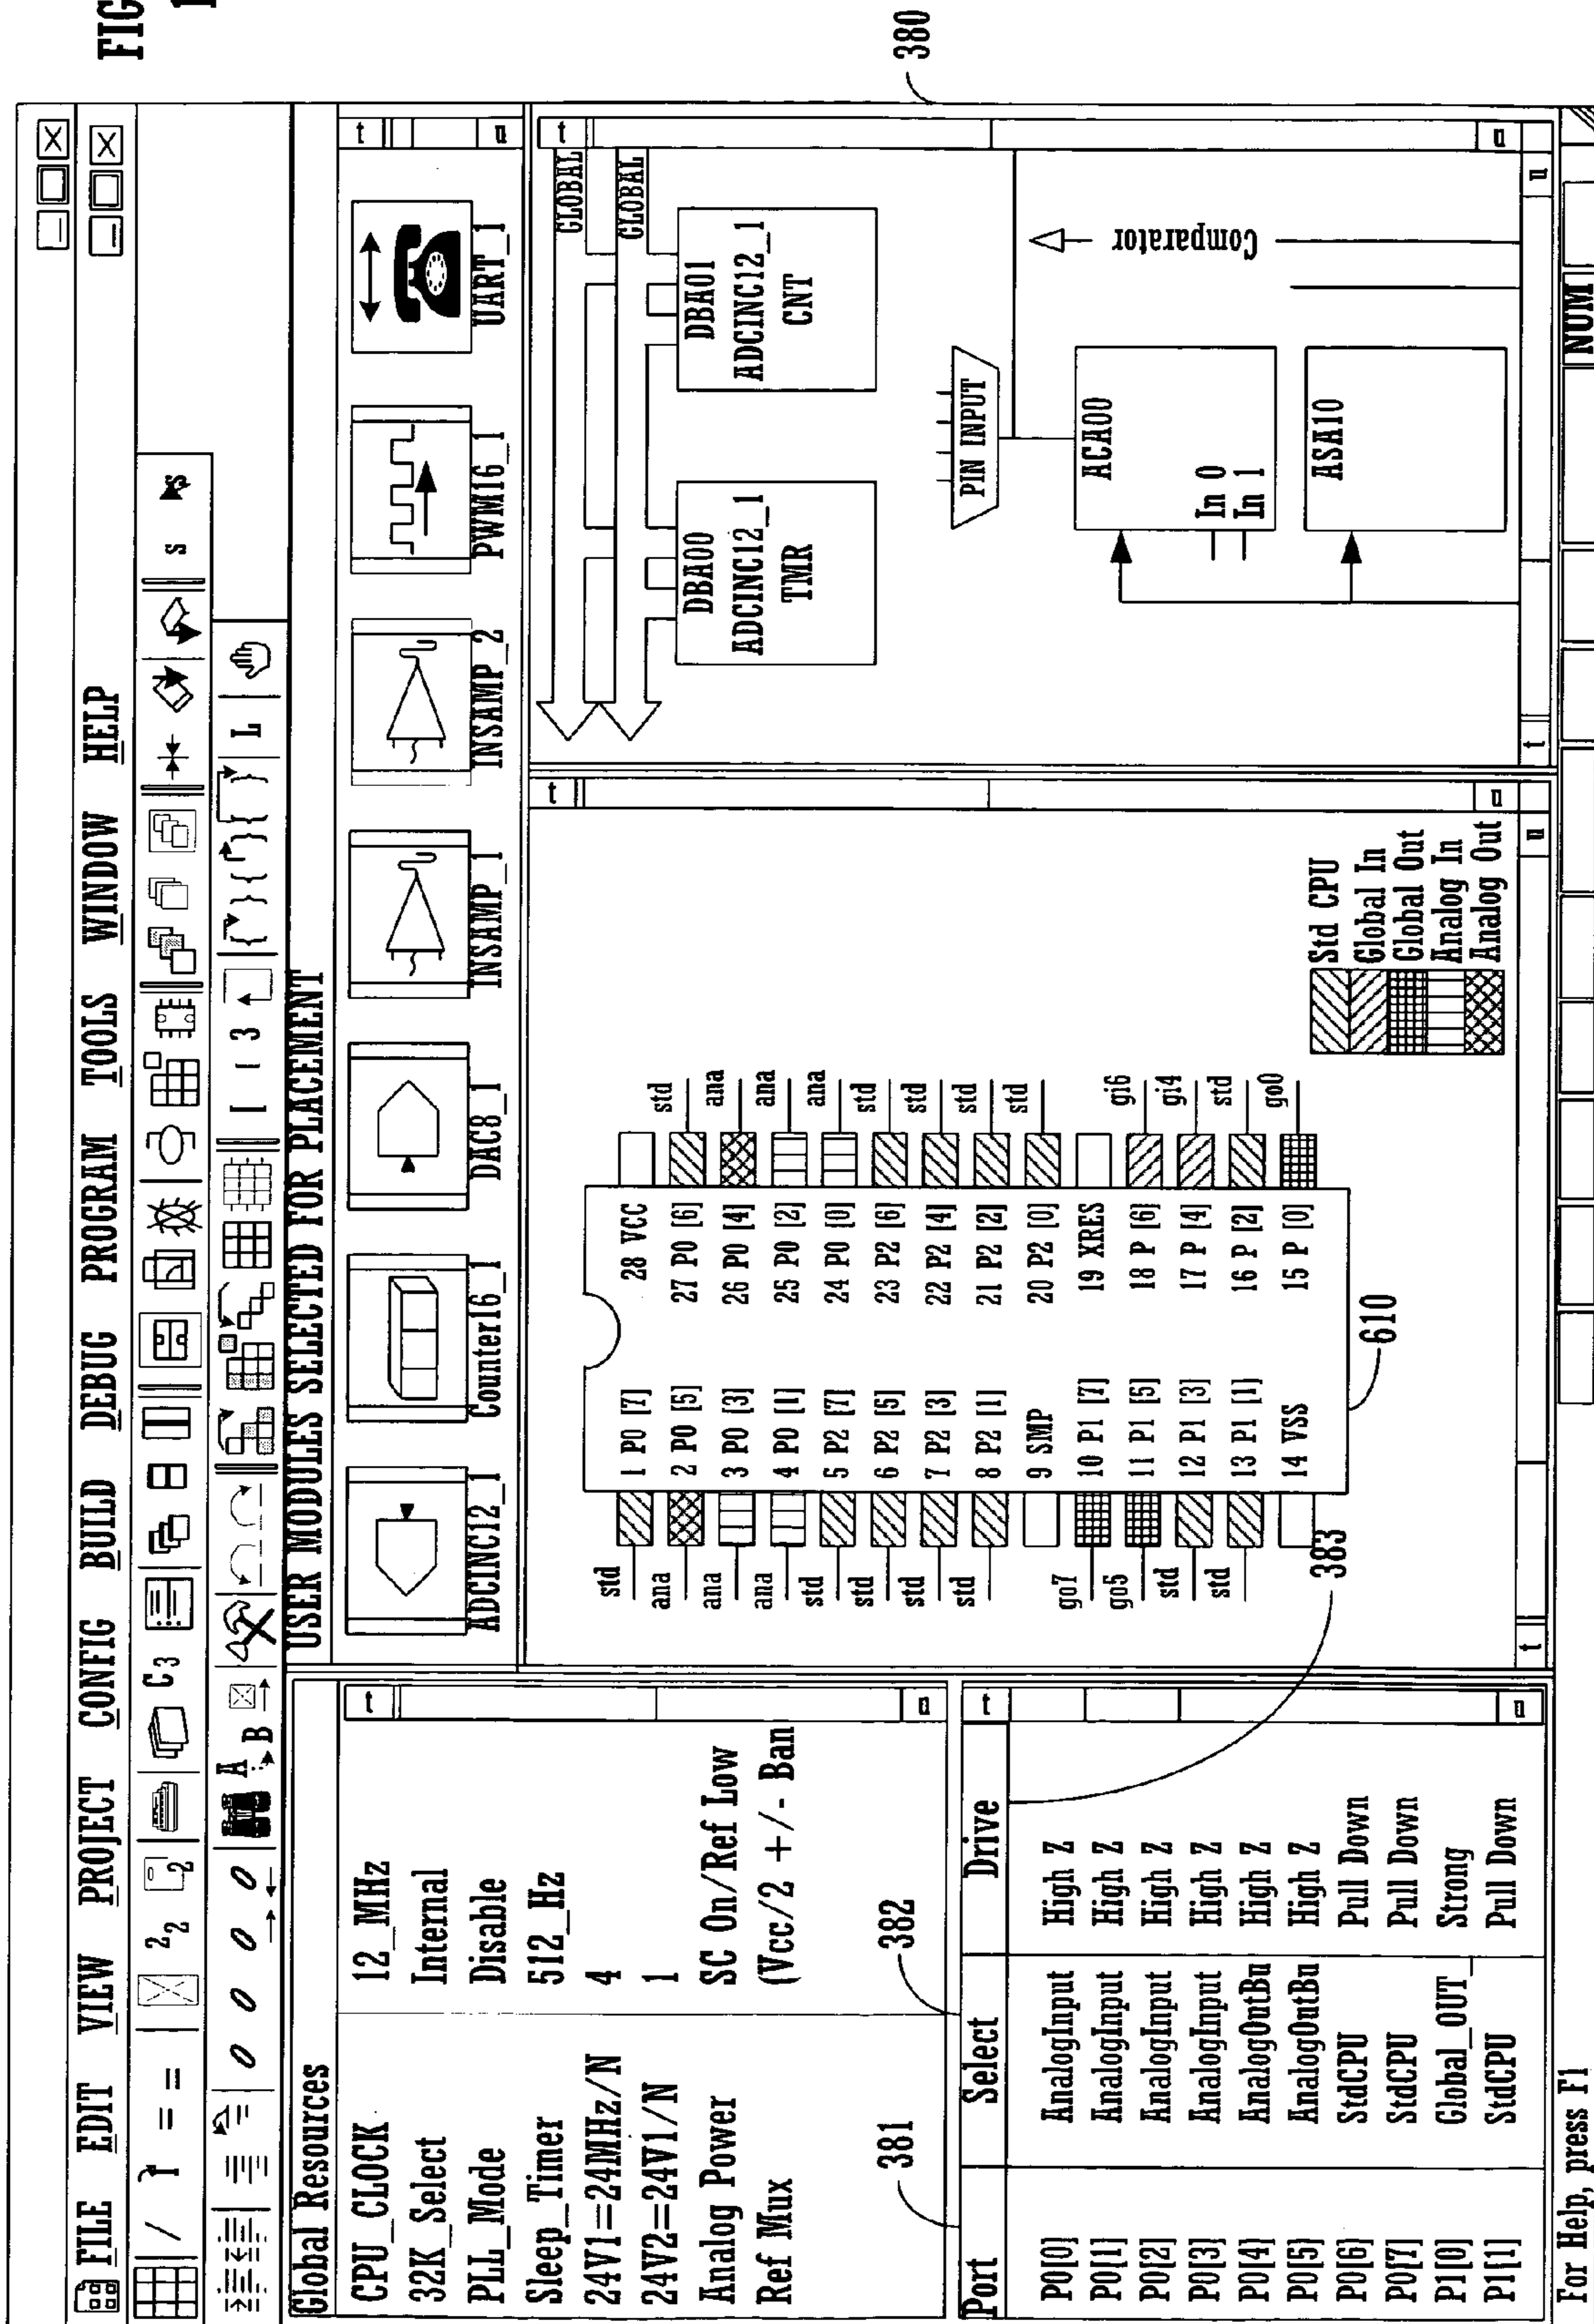 FIG
1
FILE EDIT VIEW PROJECT CONFIG BUILD DEBUG PROGRAM TOOLS WINDOW HELP
Global Resources
CPU_CLOCK 12_MHz
32K_Select Internal
PLL_Mode Disable
Sleep_Timer 512_Hz
24V1=24MHz/N 4
24V2=24V1/N 1
Analog Power SC On/Ref Low
Ref Mux (Vcc/2 +/- Ban
381
382
383
Port Select Drive
P0[0] AnalogInput High Z
P0[1] AnalogInput High Z
P0[2] AnalogInput High Z
P0[3] AnalogInput High Z
P0[4] AnalogOutBu High Z
P0[5] AnalogOutBu High Z
P0[6] StdCPU Pull Down
P0[7] StdCPU Pull Down
P1[0] Global_OUT_ Strong
P1[1] StdCPU Pull Down
USER MODULES SELECTED FOR PLACEMENT
ADCINC12_1 Counter16_1 DAC8_1 INSAMP_1 INSAMP_2 PWM16_1 UART_1
std 1 P0 [7] 28 VCC
ana 2 P0 [5] 27 P0 [6] std
ana 3 P0 [3] 26 P0 [4] ana
ana 4 P0 [1] 25 P0 [2] ana
std 5 P2 [7] 24 P0 [0] ana
std 6 P2 [5] 23 P2 [6] std
std 7 P2 [3] 22 P2 [4] std
std 8 P2 [1] 21 P2 [2] std
9 SMP 20 P2 [0] std
go7 10 P1 [7] 19 XRES
go5 11 P1 [5] 18 P [6] gi6
std 12 P1 [3] 17 P [4] gi4
std 13 P1 [1] 16 P [2] std
14 VSS 15 P [0] go0
610
Std CPU
Global In
Global Out
Analog In
Analog Out
GLOBAL
GLOBAL
DBA00
ADCINC12_1
TMR
DBA01
ADCINC12_1
CNT
PIN INPUT
ACA00
In 0
In 1
ASA10
Comparator
380
For Help, press F1
NUM